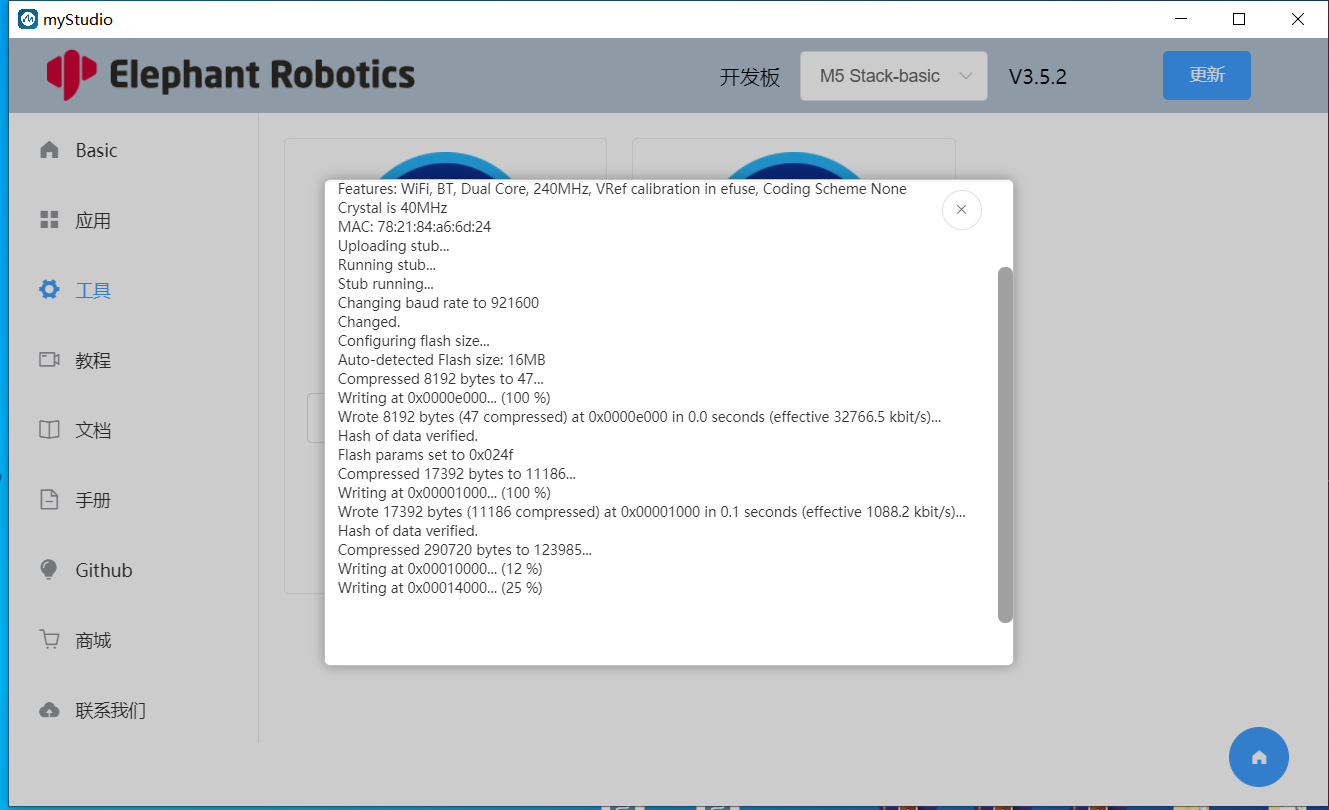 myStudio
Elephant Robotics
开发板
M5 Stack-basic
V3.5.2
更新
Basic
应用
工具
教程
文档
手册
Github
商城
联系我们
Features: WiFi, BT, Dual Core, 240MHz, VRef calibration in efuse, Coding Scheme None
Crystal is 40MHz
MAC: 78:21:84:a6:6d:24
Uploading stub...
Running stub...
Stub running...
Changing baud rate to 921600
Changed.
Configuring flash size...
Auto-detected Flash size: 16MB
Compressed 8192 bytes to 47...
Writing at 0x0000e000... (100 %)
Wrote 8192 bytes (47 compressed) at 0x0000e000 in 0.0 seconds (effective 32766.5 kbit/s)...
Hash of data verified.
Flash params set to 0x024f
Compressed 17392 bytes to 11186...
Writing at 0x00001000... (100 %)
Wrote 17392 bytes (11186 compressed) at 0x00001000 in 0.1 seconds (effective 1088.2 kbit/s)...
Hash of data verified.
Compressed 290720 bytes to 123985...
Writing at 0x00010000... (12 %)
Writing at 0x00014000... (25 %)